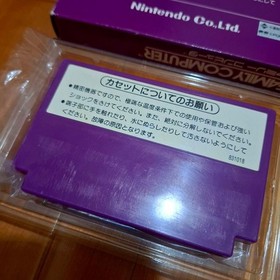 Nintendo Co., Ltd.
FAMILY COMPUTER
カセットについてのお願い
●精密機器ですので、極端な温度条件下での使用や保管および強い
ショックをさけてください。また、絶対に分解しないでください。
●端子部に手を触れたり、水にぬらしたりして汚さないようにして
ください。故障の原因となります。